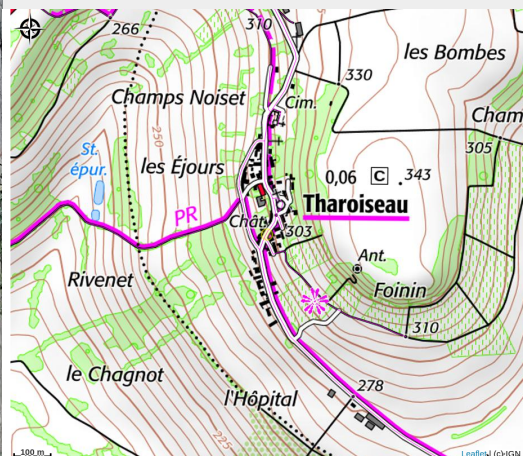 310
266
les Bombes
330
Champs Noiset
Cim.
Cham
250
305
St.
épur.
les Éjours
0,06 C .343
Tharoiseau
PR
Chât.
303
Ant.
Rivenet
Foinin
310
le Chagnot
278
l'Hôpital
225
100 m
Leaflet | (c) IGN